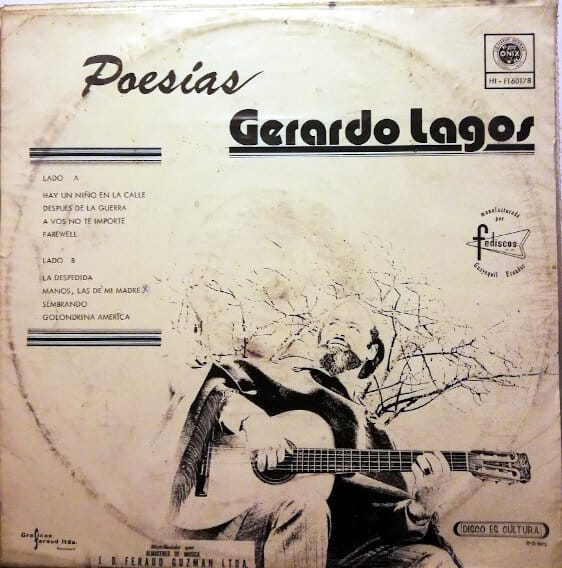 Poesías
Gerardo Lagos
ONIX
HI - FI 60178
LADO A
HAY UN NIÑO EN LA CALLE
DESPUES DE LA GUERRA
A VOS NO TE IMPORTE
FAREWELL
LADO B
LA DESPEDIDA
MANOS, LAS DE MI MADRE
SEMBRANDO
GOLONDRINA AMERICA
manufacturado
por
fediscos
Guayaquil Ecuador
Graficas
feraud ltda.
Distribuido por
ALMACENES DE MUSICA
J. D. FERAUD GUZMAN LTDA.
DISCO ES CULTURA